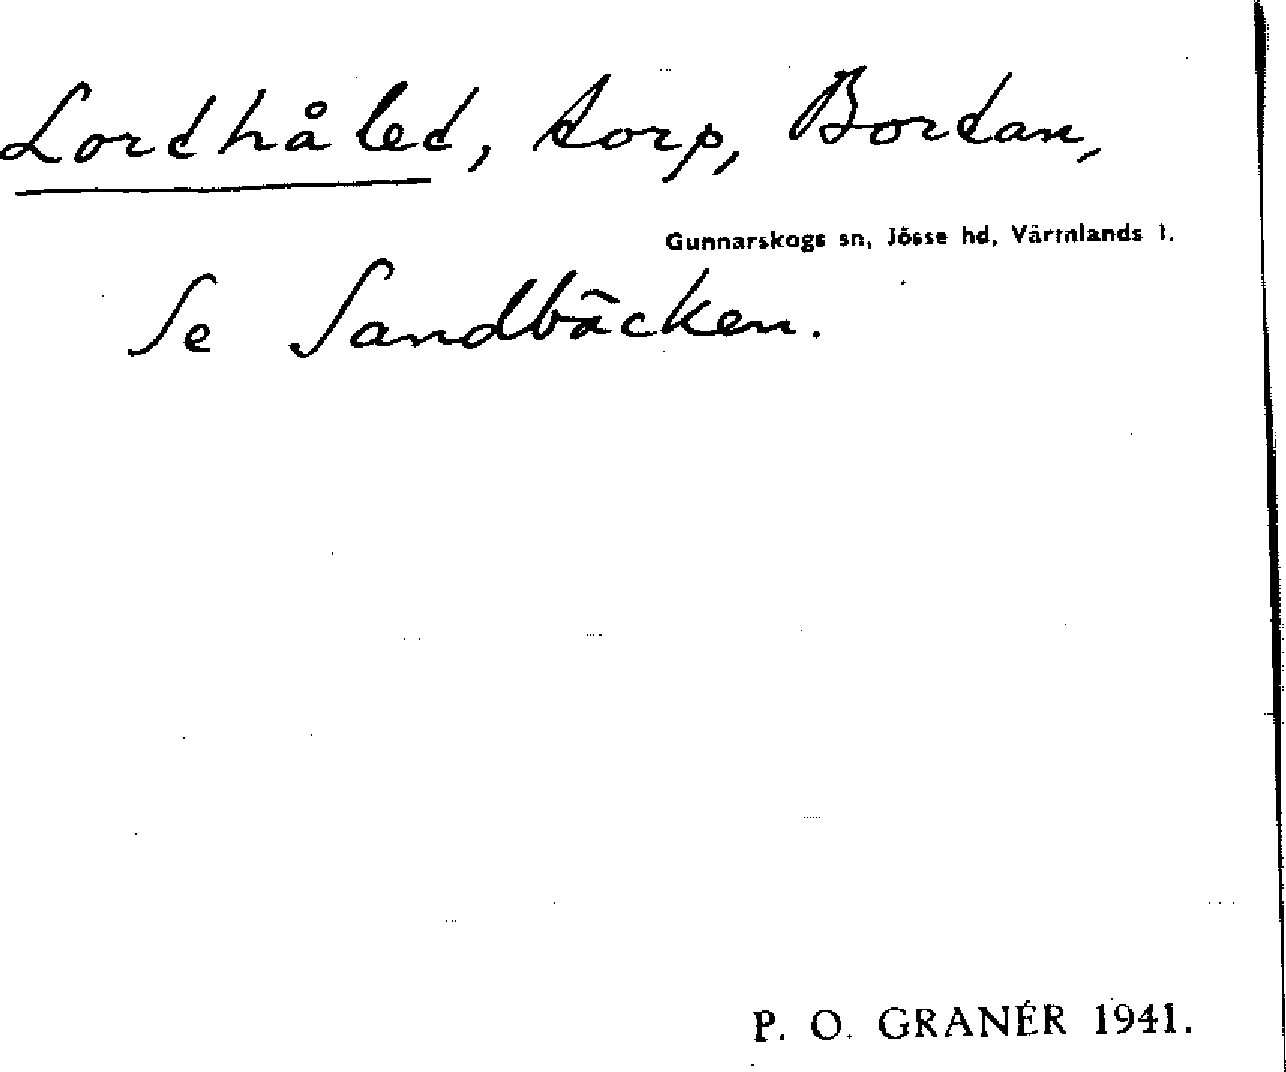 Lordhåled, torp, Bordan,
Gunnarskogs sn, Jösse hd, Värmlands l.
Se Sandbäcken.
P. O. GRANÉR 1941.